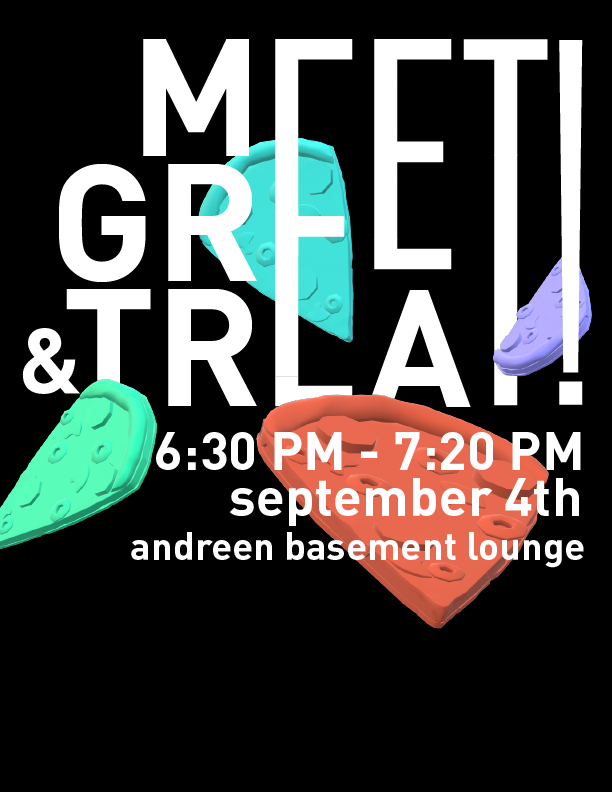 MEET!
GREET
& TREAT!
6:30 PM - 7:20 PM
september 4th
andreen basement lounge